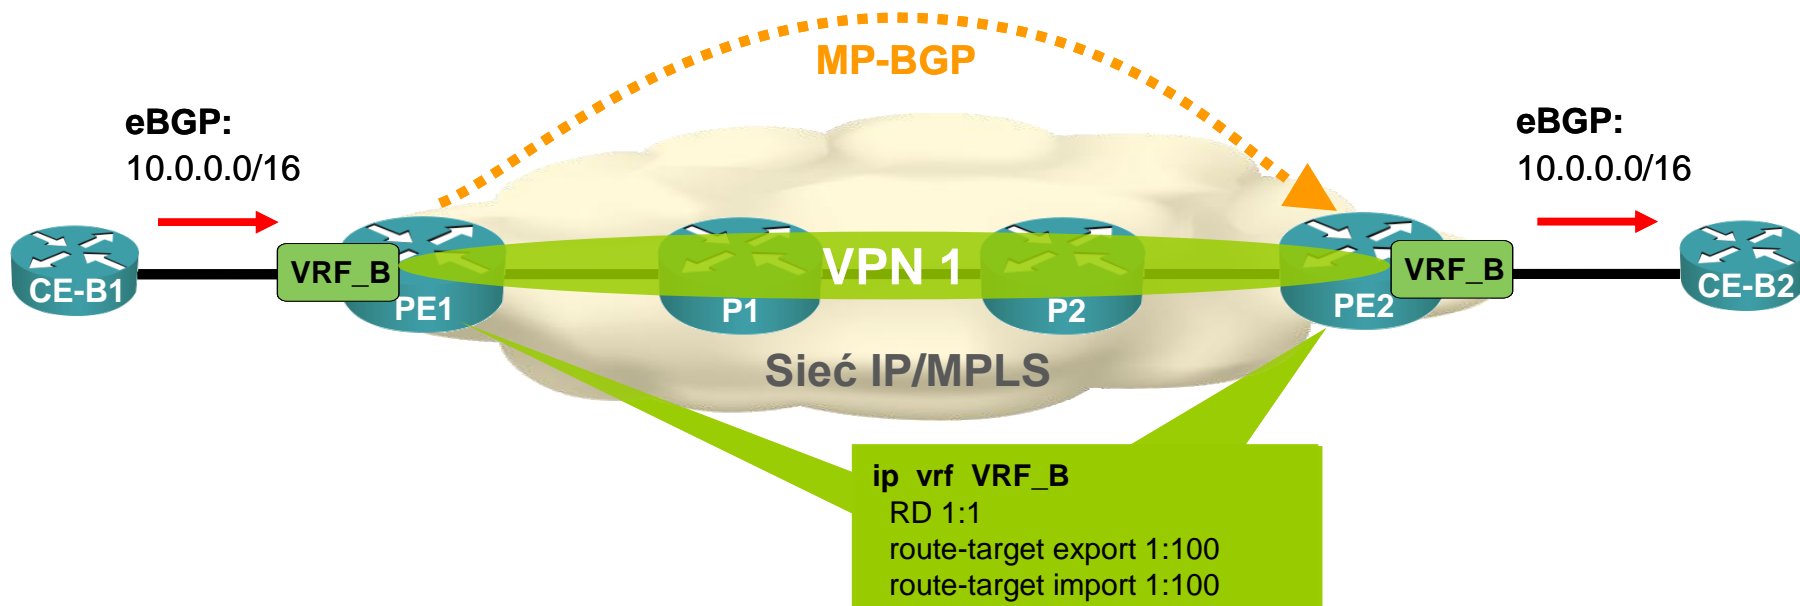 MP-BGP
eBGP:
10.0.0.0/16
eBGP:
10.0.0.0/16
CE-B1
VRF_B
PE1
P1
VPN 1
P2
PE2
VRF_B
CE-B2
Sieć IP/MPLS
ip vrf VRF_B
RD 1:1
route-target export 1:100
route-target import 1:100